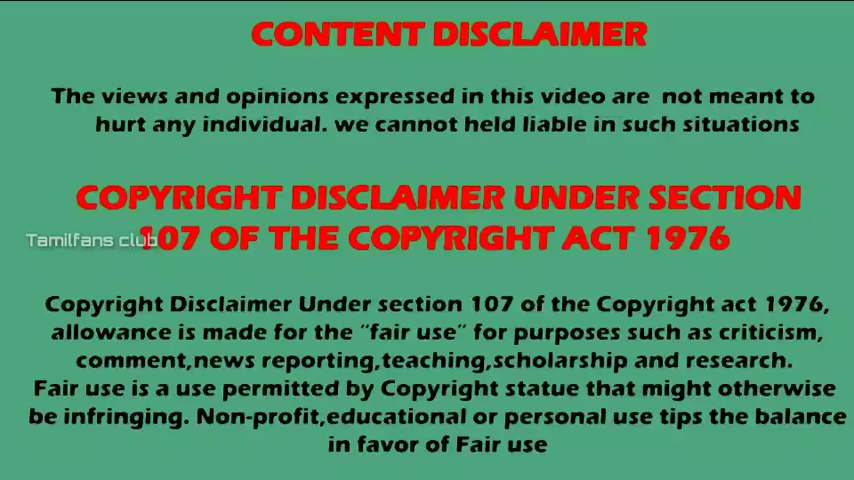 CONTENT DISCLAIMER
The views and opinions expressed in this video are not meant to
hurt any individual. we cannot held liable in such situations
COPYRIGHT DISCLAIMER UNDER SECTION
107 OF THE COPYRIGHT ACT 1976
Tamilfans club
Copyright Disclaimer Under section 107 of the Copyright act 1976,
allowance is made for the "fair use" for purposes such as criticism,
comment,news reporting,teaching,scholarship and research.
Fair use is a use permitted by Copyright statue that might otherwise
be infringing. Non-profit,educational or personal use tips the balance
in favor of Fair use